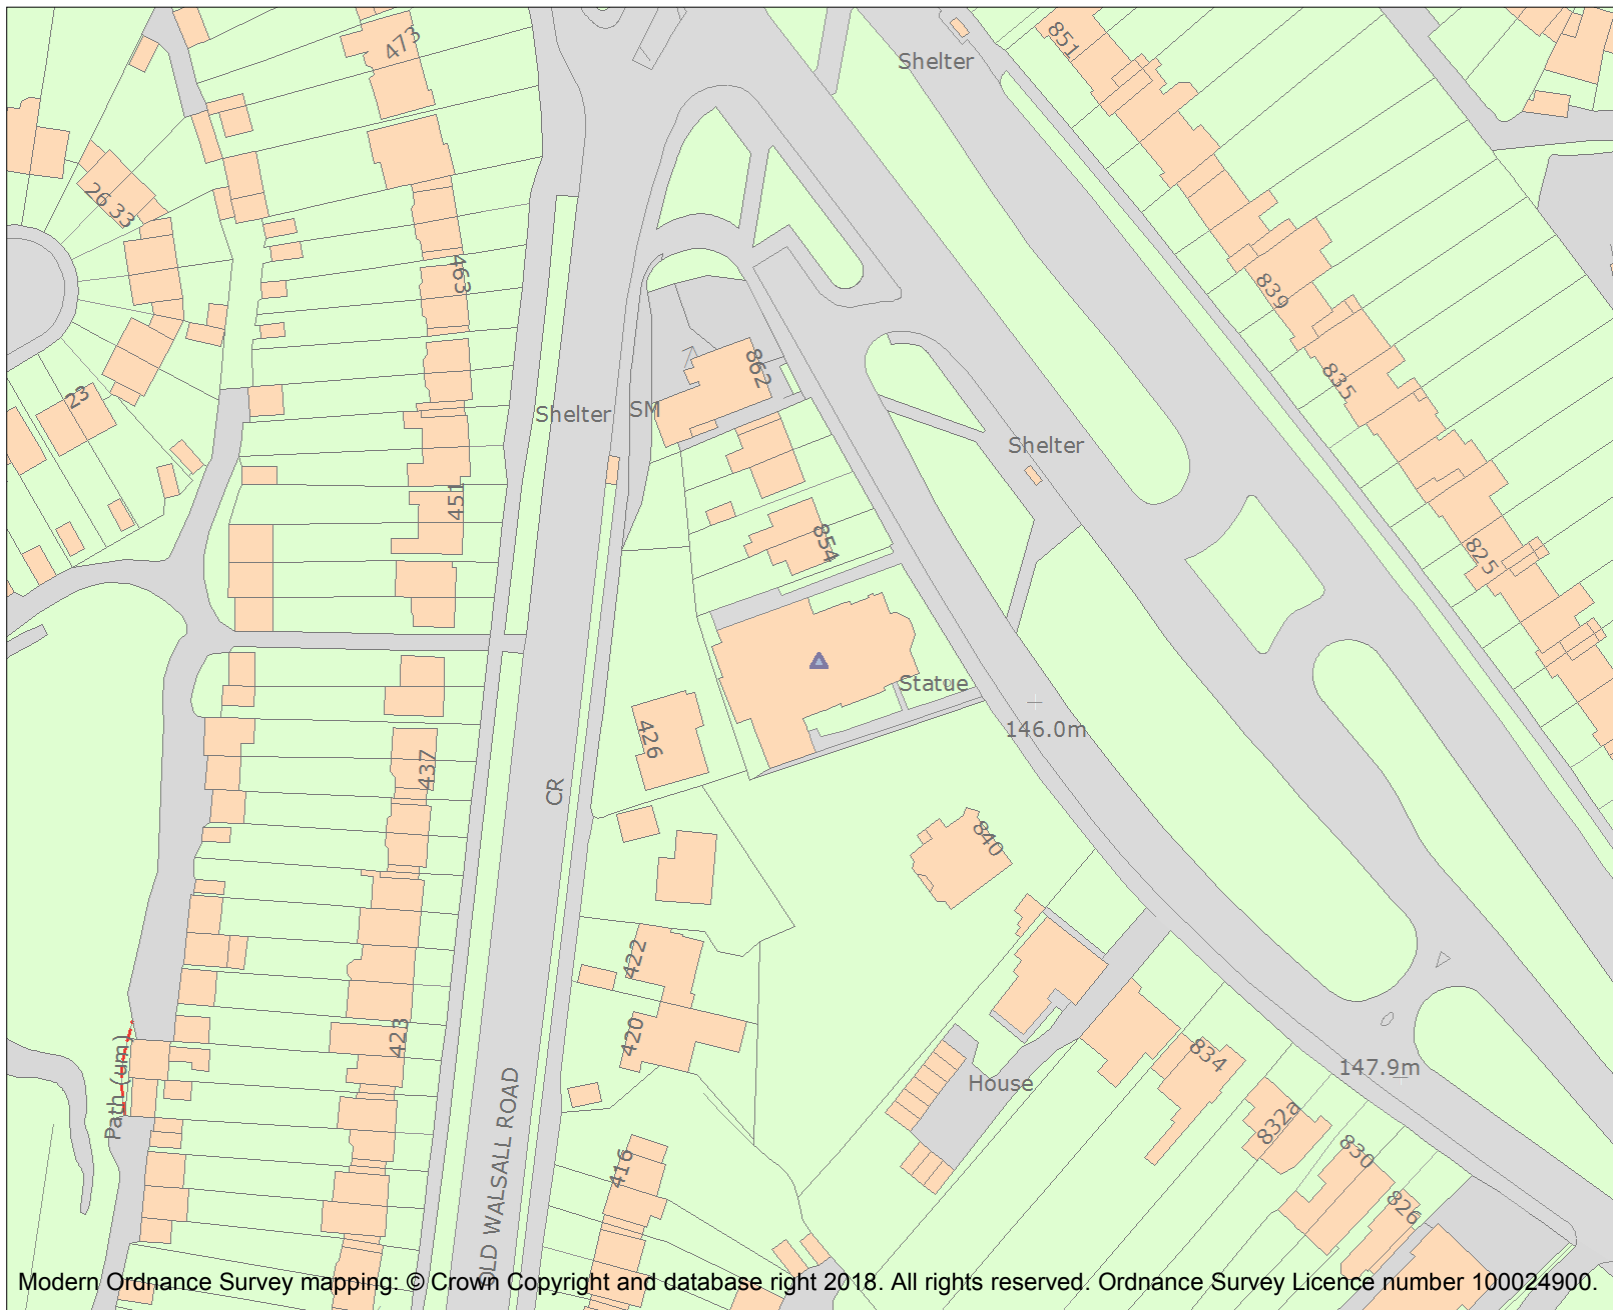 473
Shelter
851
26 33
463
839
862
835
23
Shelter
SM
Shelter
451
854
825
Statue
146.0m
426
437
CR
840
422
420
423
834
House
147.9m
Path (um)
832a
830
416
826
OLD WALSALL ROAD
Modern Ordnance Survey mapping: © Crown Copyright and database right 2018. All rights reserved. Ordnance Survey Licence number 100024900.